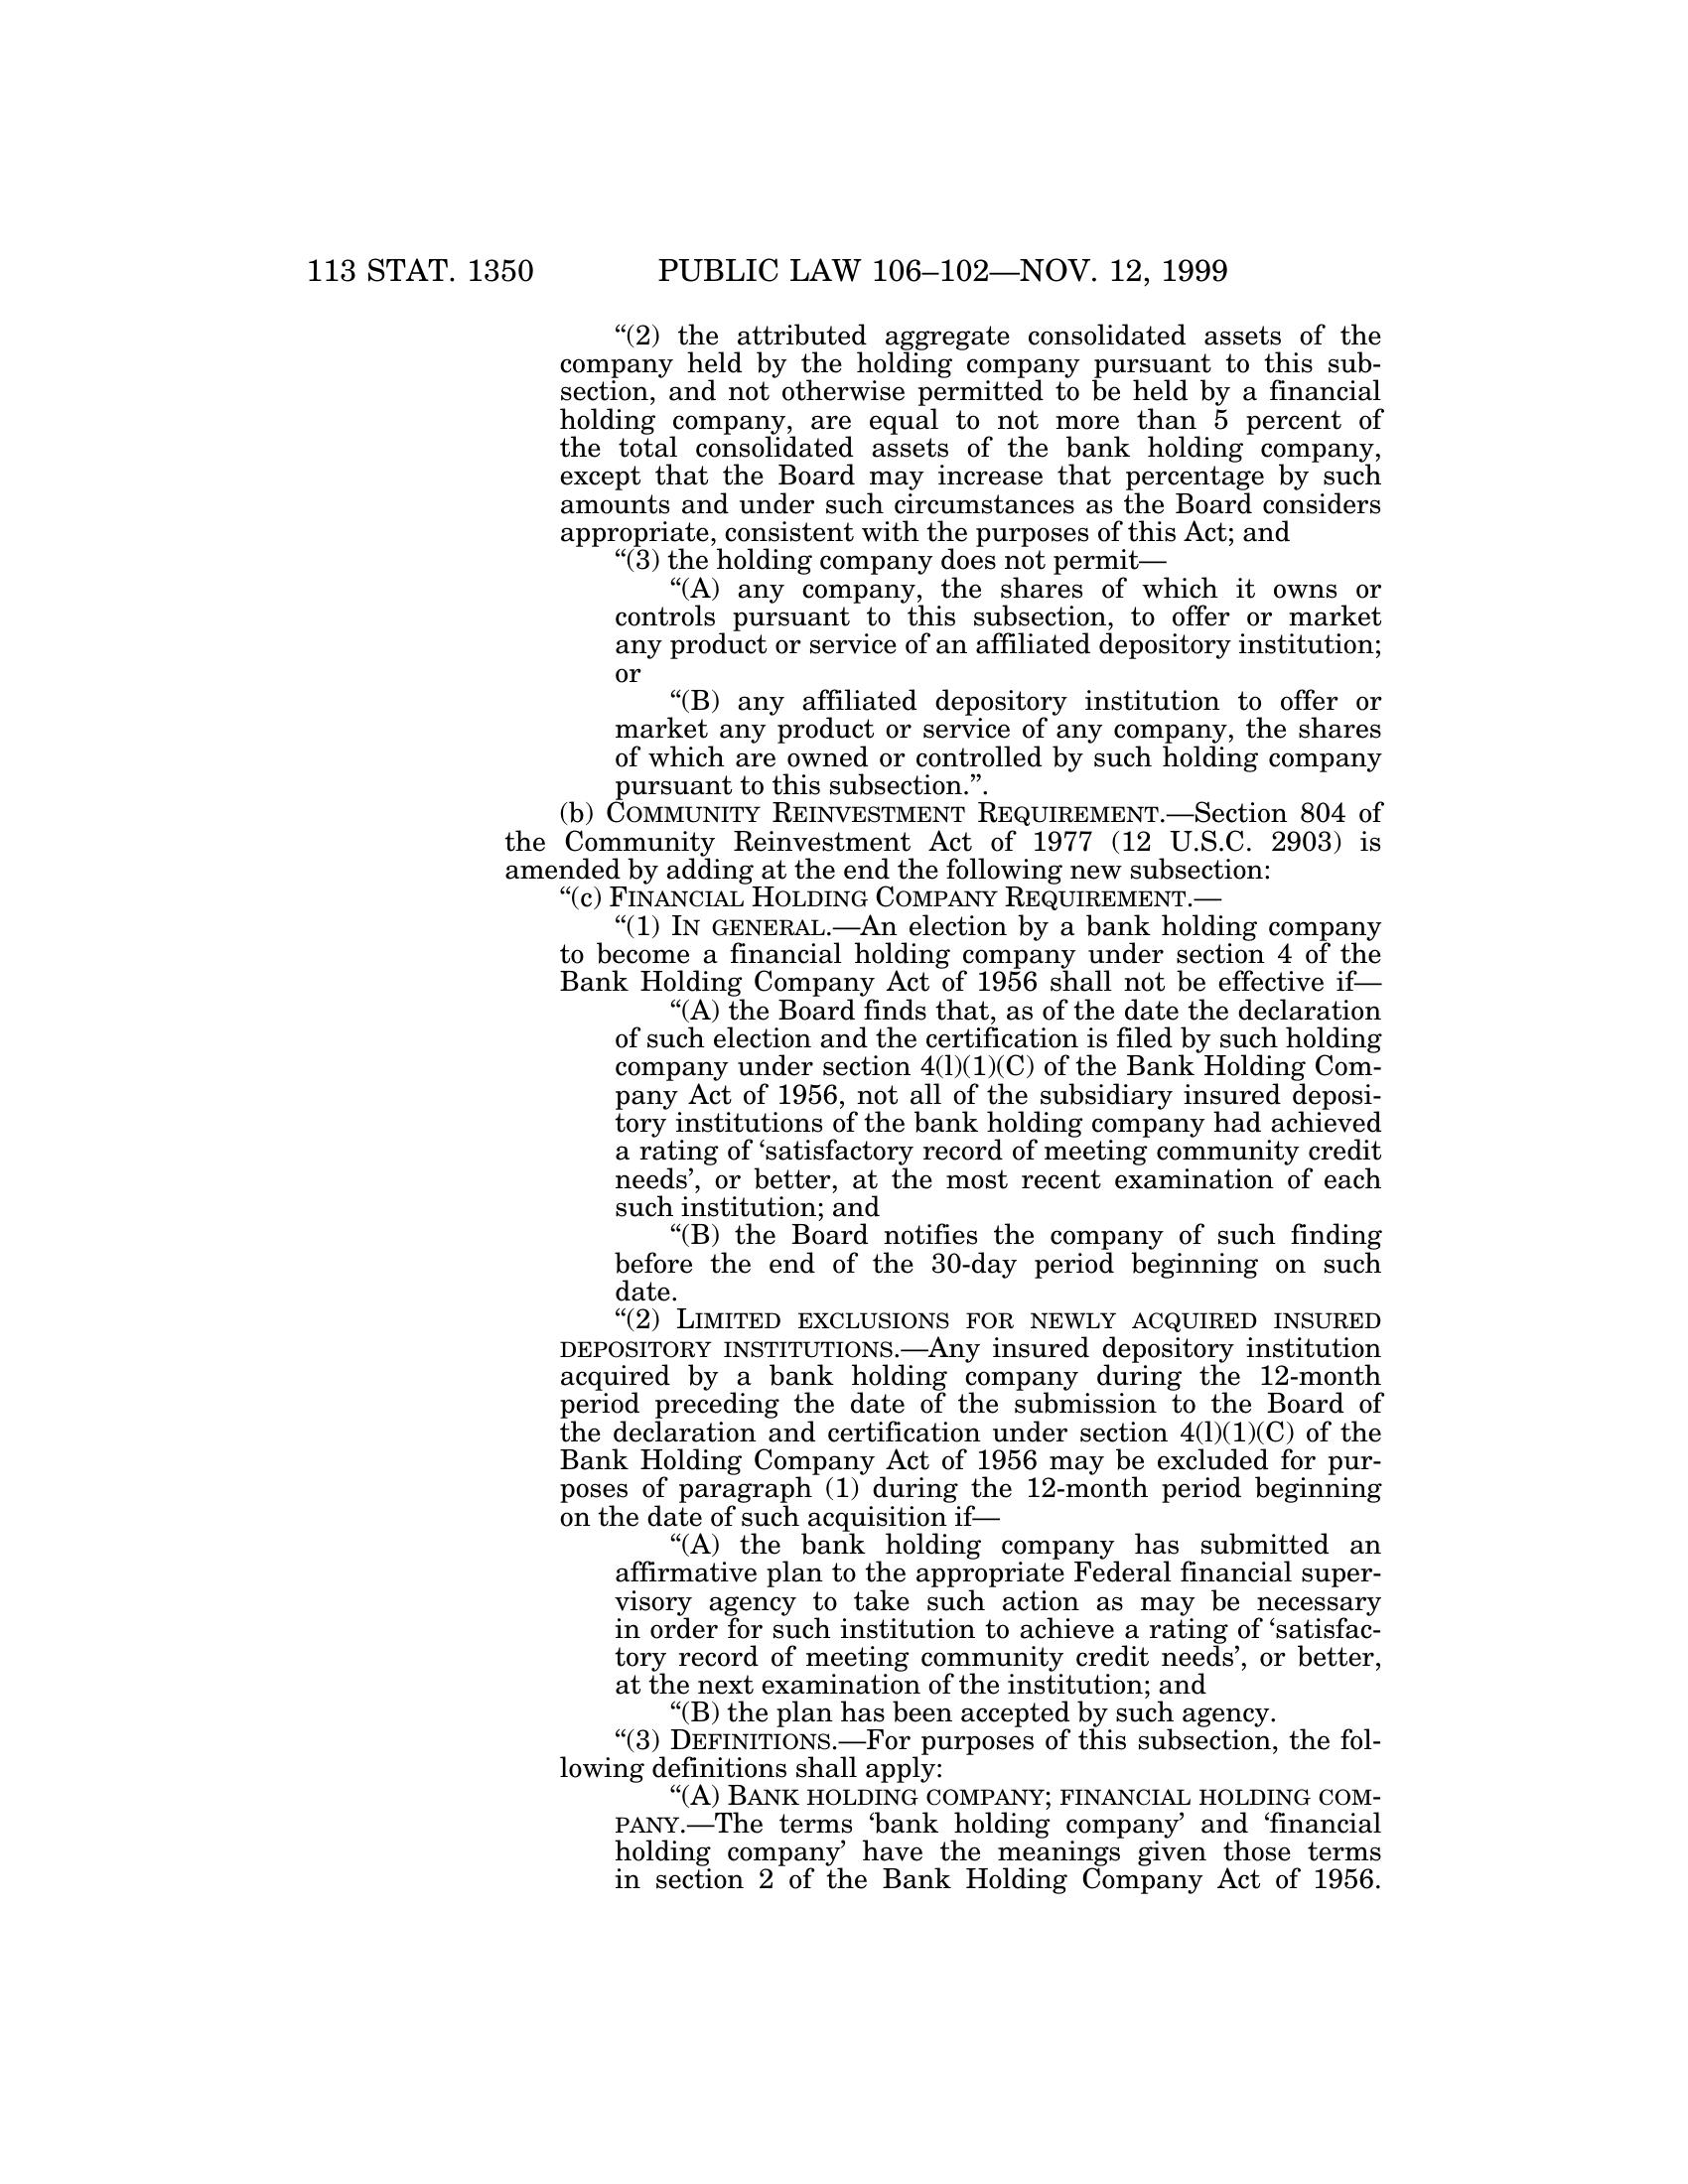 113 STAT. 1350 PUBLIC LAW 106–102—NOV. 12, 1999
“(2) the attributed aggregate consolidated assets of the
company held by the holding company pursuant to this sub-
section, and not otherwise permitted to be held by a financial
holding company, are equal to not more than 5 percent of
the total consolidated assets of the bank holding company,
except that the Board may increase that percentage by such
amounts and under such circumstances as the Board considers
appropriate, consistent with the purposes of this Act; and
“(3) the holding company does not permit—
“(A) any company, the shares of which it owns or
controls pursuant to this subsection, to offer or market
any product or service of an affiliated depository institution;
or
“(B) any affiliated depository institution to offer or
market any product or service of any company, the shares
of which are owned or controlled by such holding company
pursuant to this subsection.”.
(b) COMMUNITY REINVESTMENT REQUIREMENT.—Section 804 of
the Community Reinvestment Act of 1977 (12 U.S.C. 2903) is
amended by adding at the end the following new subsection:
“(c) FINANCIAL HOLDING COMPANY REQUIREMENT.—
“(1) IN GENERAL.—An election by a bank holding company
to become a financial holding company under section 4 of the
Bank Holding Company Act of 1956 shall not be effective if—
“(A) the Board finds that, as of the date the declaration
of such election and the certification is filed by such holding
company under section 4(l)(1)(C) of the Bank Holding Com-
pany Act of 1956, not all of the subsidiary insured deposi-
tory institutions of the bank holding company had achieved
a rating of ‘satisfactory record of meeting community credit
needs’, or better, at the most recent examination of each
such institution; and
“(B) the Board notifies the company of such finding
before the end of the 30-day period beginning on such
date.
“(2) LIMITED EXCLUSIONS FOR NEWLY ACQUIRED INSURED
DEPOSITORY INSTITUTIONS.—Any insured depository institution
acquired by a bank holding company during the 12-month
period preceding the date of the submission to the Board of
the declaration and certification under section 4(l)(1)(C) of the
Bank Holding Company Act of 1956 may be excluded for pur-
poses of paragraph (1) during the 12-month period beginning
on the date of such acquisition if—
“(A) the bank holding company has submitted an
affirmative plan to the appropriate Federal financial super-
visory agency to take such action as may be necessary
in order for such institution to achieve a rating of ‘satisfac-
tory record of meeting community credit needs’, or better,
at the next examination of the institution; and
“(B) the plan has been accepted by such agency.
“(3) DEFINITIONS.—For purposes of this subsection, the fol-
lowing definitions shall apply:
“(A) BANK HOLDING COMPANY; FINANCIAL HOLDING COM-
PANY.—The terms ‘bank holding company’ and ‘financial
holding company’ have the meanings given those terms
in section 2 of the Bank Holding Company Act of 1956.